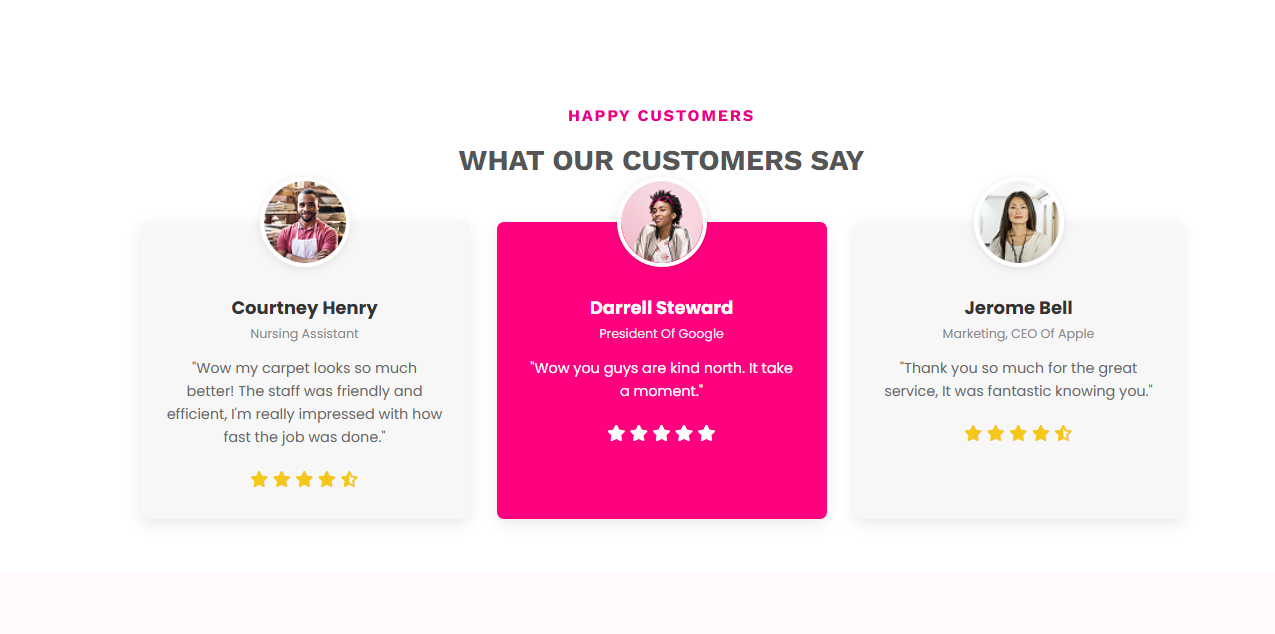 HAPPY CUSTOMERS
WHAT OUR CUSTOMERS SAY
Courtney Henry
Nursing Assistant
"Wow my carpet looks so much
better! The staff was friendly and
efficient, I'm really impressed with how
fast the job was done."
Darrell Steward
President Of Google
"Wow you guys are kind north. It take
a moment."
Jerome Bell
Marketing, CEO Of Apple
"Thank you so much for the great
service, It was fantastic knowing you."